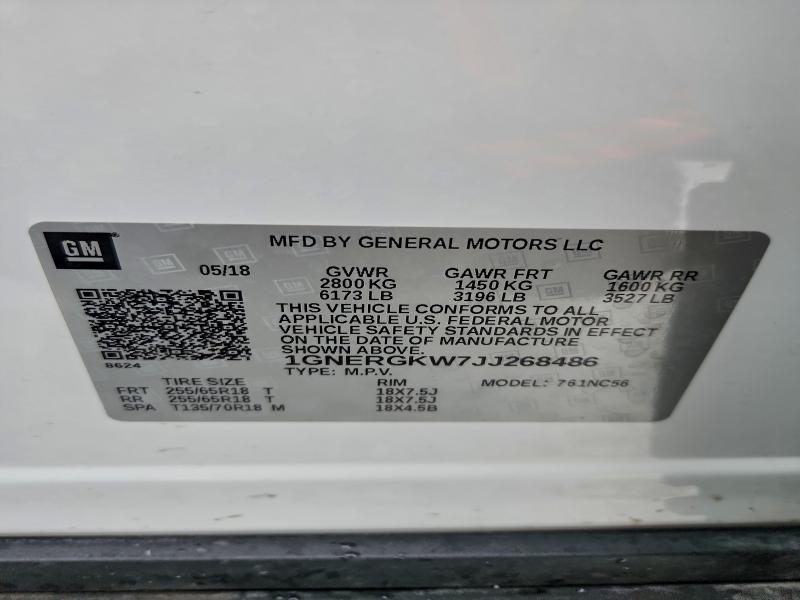 GM
MFD BY GENERAL MOTORS LLC
05/18 GVWR GAWR FRT GAWR RR
2800 KG 1450 KG 1600 KG
6173 LB 3196 LB 3527 LB
THIS VEHICLE CONFORMS TO ALL
APPLICABLE U.S. FEDERAL MOTOR
VEHICLE SAFETY STANDARDS IN EFFECT
ON THE DATE OF MANUFACTURE
SHOWN ABOVE.
8624
1GNERGKW7JJ268486
TYPE: M.P.V. MODEL: 761NC56
TIRE SIZE RIM
FRT 255/65R18 T 18X7.5J
RR 255/65R18 T 18X7.5J
SPA T135/70R18 M 18X4.5B